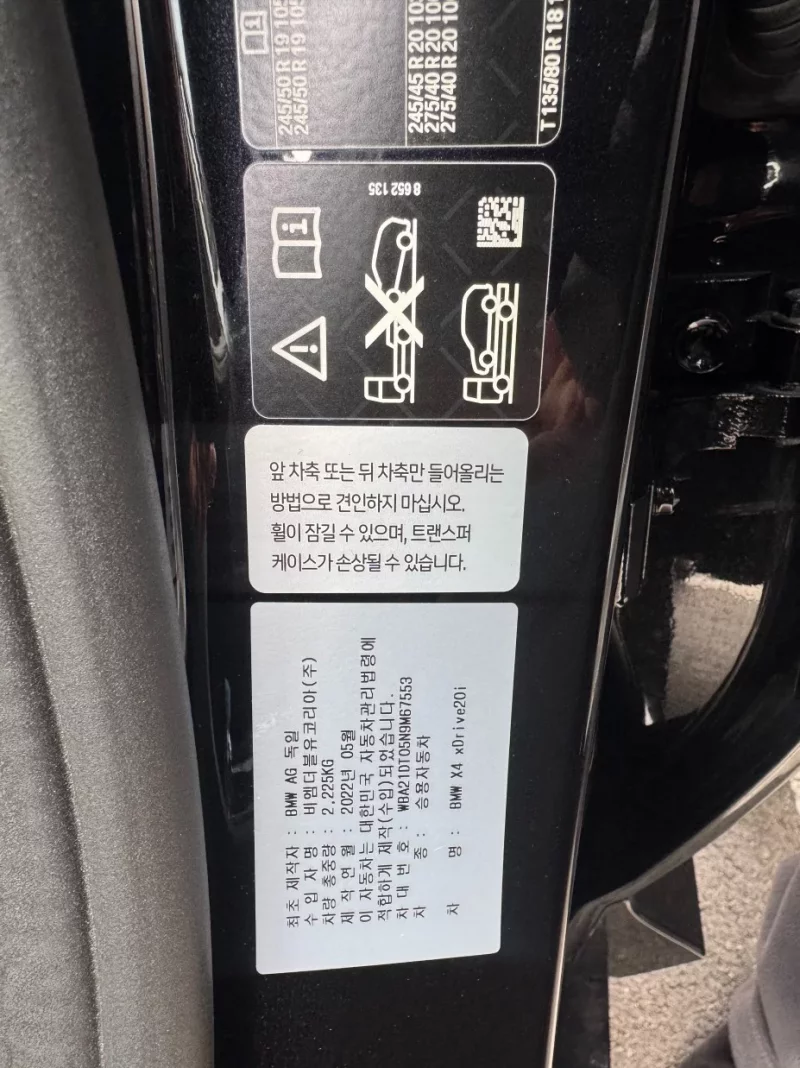 245/50 R 19 105
245/50 R 19 105
245/45 R 20 103
275/40 R 20 10
275/40 R 20 10
T 135/80 R 18 1
8 652 135
앞 차축 또는 뒤 차축만 들어올리는
방법으로 견인하지 마십시오.
휠이 잠길 수 있으며, 트랜스퍼
케이스가 손상될 수 있습니다.
최초 제작자 : BMW AG 독일
수 입 자 명 : 비엠더블유코리아(주)
차량 총중량 : 2,225KG
제 작 연 월 : 2022년 05월
이 자동차는 대한민국 자동차관리법령에
적합하게 제작(수입)되었습니다.
차 대 번 호 : WBA21DT05N9M67553
차 종 : 승용자동차
차 명 : BMW X4 xDrive20i